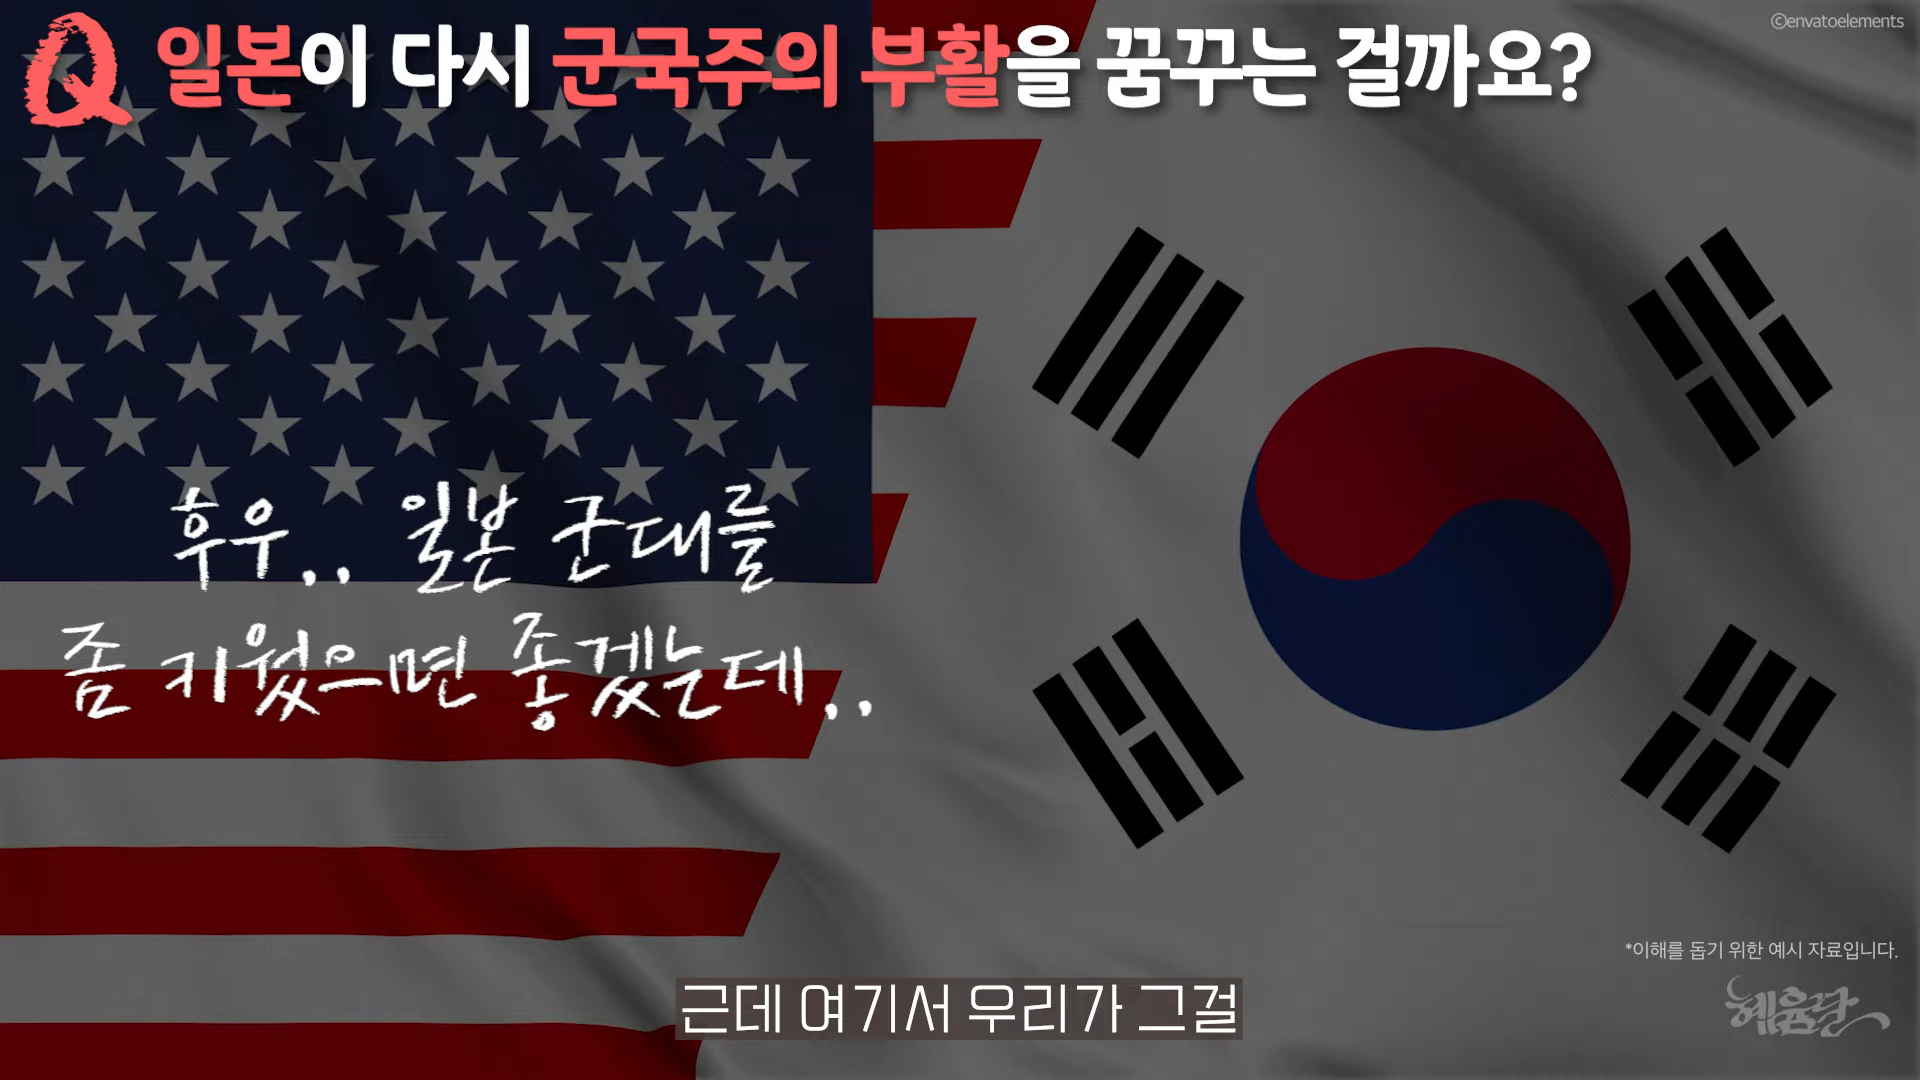 ©envatoelements
Q 일본이 다시 군국주의 부활을 꿈꾸는 걸까요?
후우.. 일본 군대를
좀 키웠으면 좋겠는데..
*이해를 돕기 위한 예시 자료입니다.
혜윰달
근데 여기서 우리가 그걸